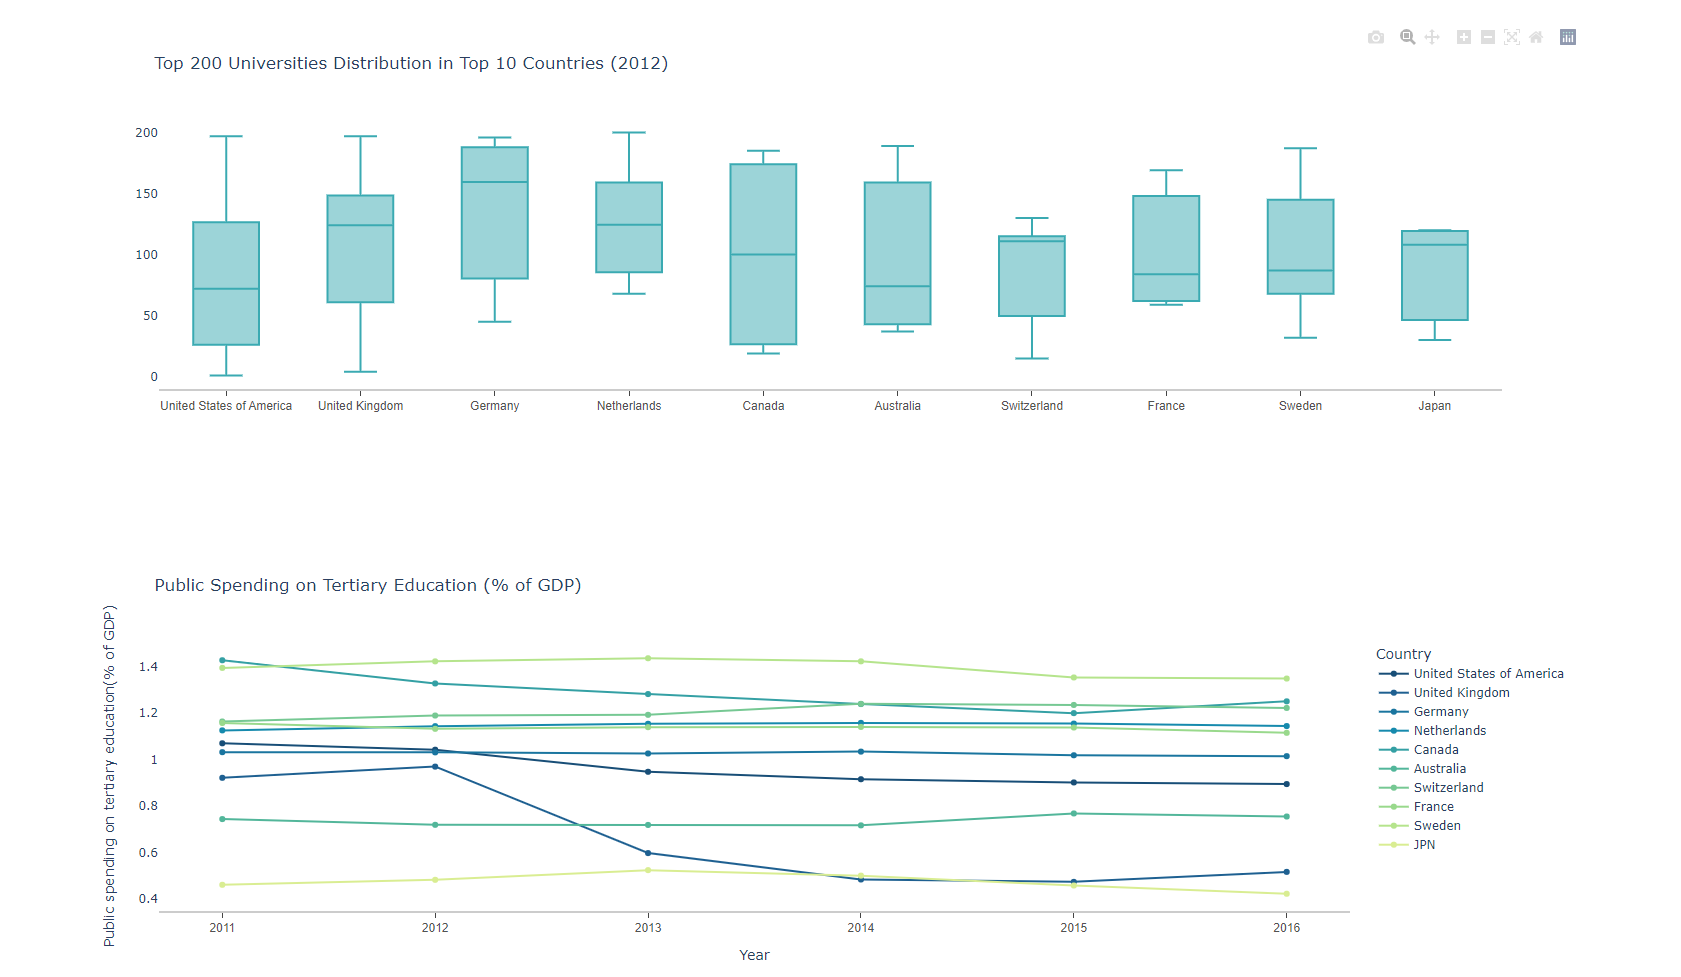 Top 200 Universities Distribution in Top 10 Countries (2012)
200
150
100
50
0
United States of America
United Kingdom
Germany
Netherlands
Canada
Australia
Switzerland
France
Sweden
Japan
Public Spending on Tertiary Education (% of GDP)
Public spending on tertiary education(% of GDP)
1.4
1.2
1
0.8
0.6
0.4
2011
2012
2013
2014
2015
2016
Year
Country
United States of America
United Kingdom
Germany
Netherlands
Canada
Australia
Switzerland
France
Sweden
JPN